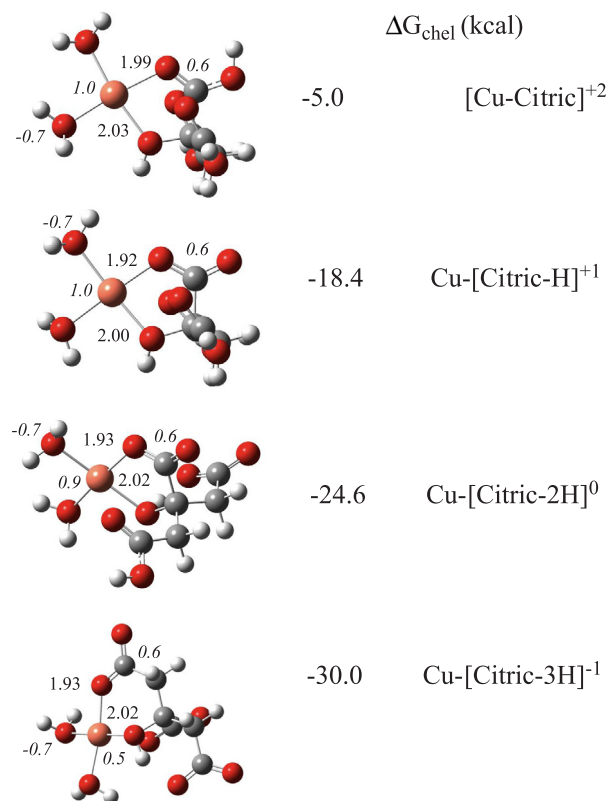 ΔG_chel (kcal)
1.99 0.6
1.0 -5.0 [Cu-Citric]^+2
-0.7 2.03
-0.7
1.92 0.6
1.0 -18.4 Cu-[Citric-H]^+1
2.00
-0.7 1.93 0.6
0.9 2.02 -24.6 Cu-[Citric-2H]^0
0.6
1.93 -30.0 Cu-[Citric-3H]^-1
2.02
-0.7 0.5